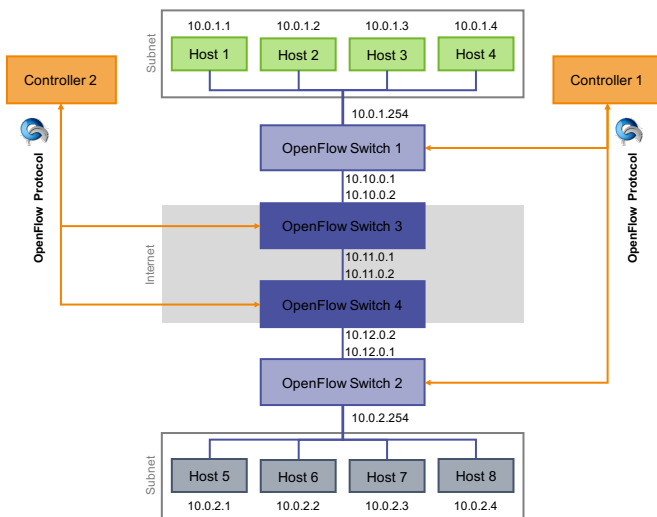 10.0.1.1
10.0.1.2
10.0.1.3
10.0.1.4
Subnet
Host 1
Host 2
Host 3
Host 4
Controller 2
Controller 1
10.0.1.254
OpenFlow Switch 1
OpenFlow Protocol
OpenFlow Protocol
10.10.0.1
10.10.0.2
Internet
OpenFlow Switch 3
10.11.0.1
10.11.0.2
OpenFlow Switch 4
10.12.0.2
10.12.0.1
OpenFlow Switch 2
10.0.2.254
Subnet
Host 5
Host 6
Host 7
Host 8
10.0.2.1
10.0.2.2
10.0.2.3
10.0.2.4